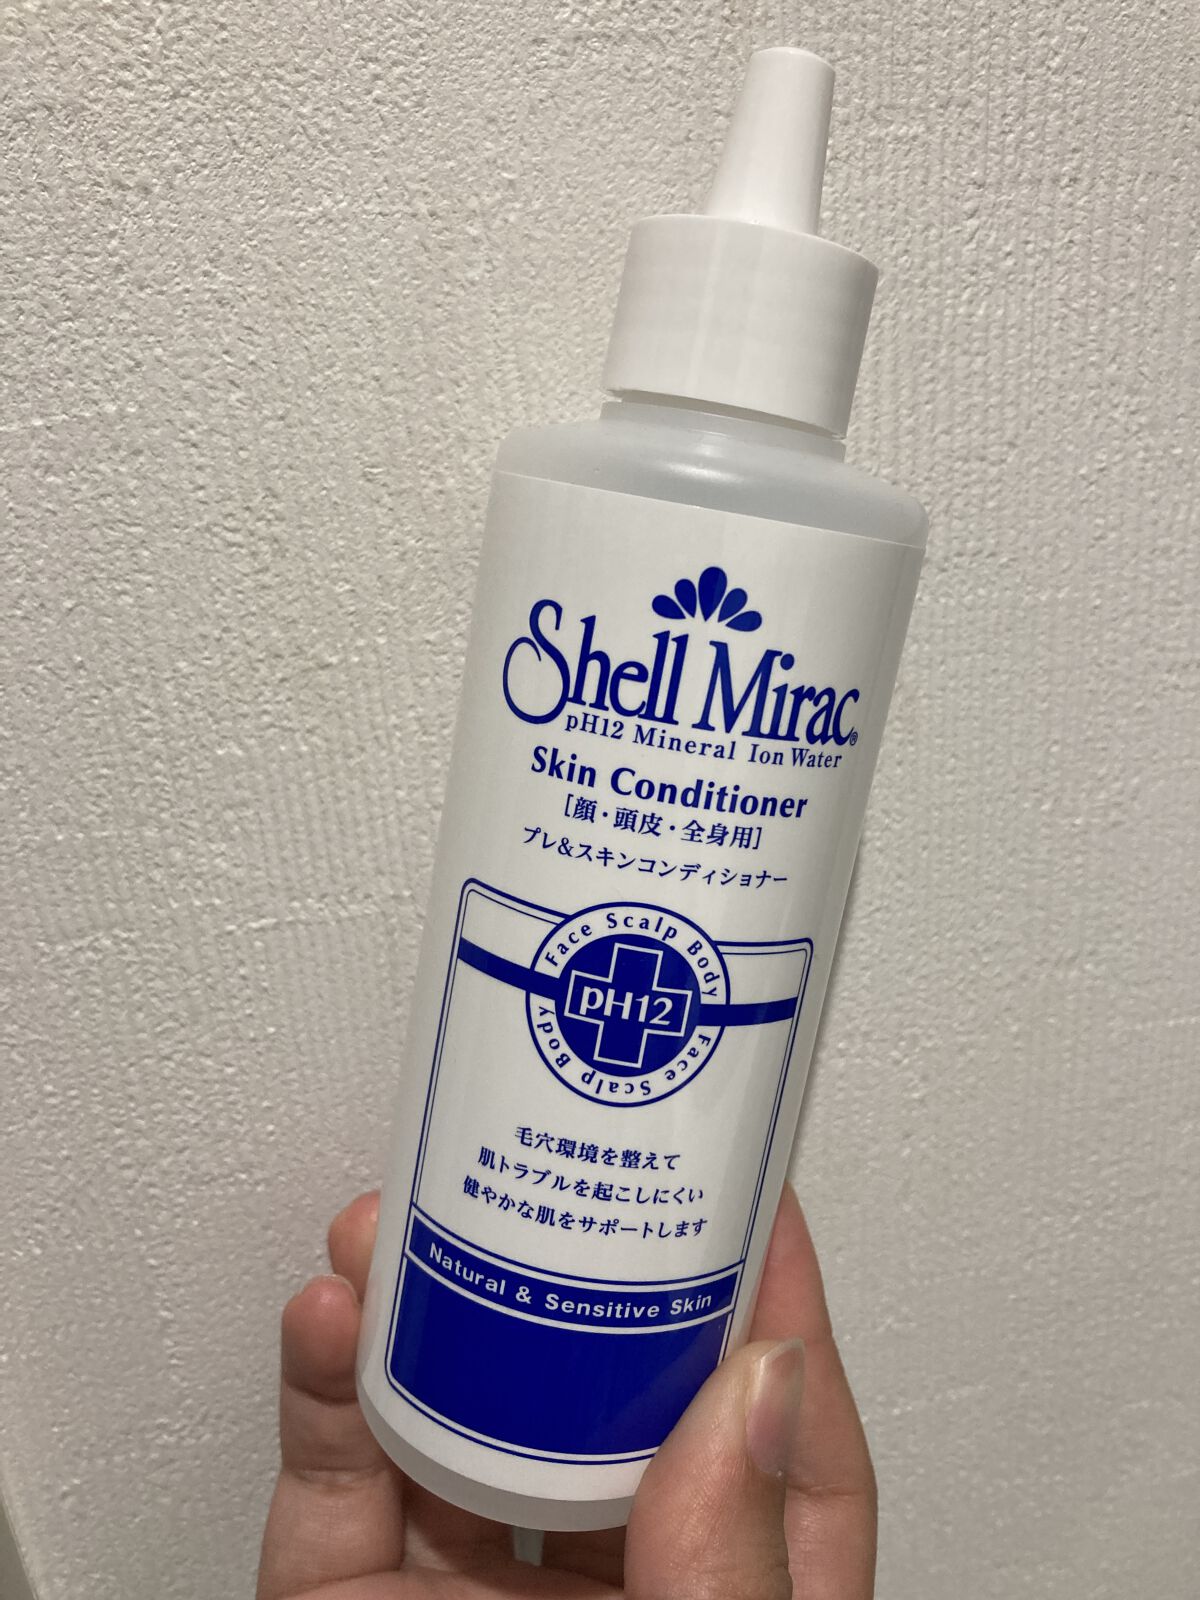 Shell Mirac®
pH12 Mineral Ion Water
Skin Conditioner
[顔・頭皮・全身用]
プレ&スキンコンディショナー
Face Scalp Body
pH12
Face Scalp Body
毛穴環境を整えて
肌トラブルを起こしにくい
健やかな肌をサポートします
Natural & Sensitive Skin